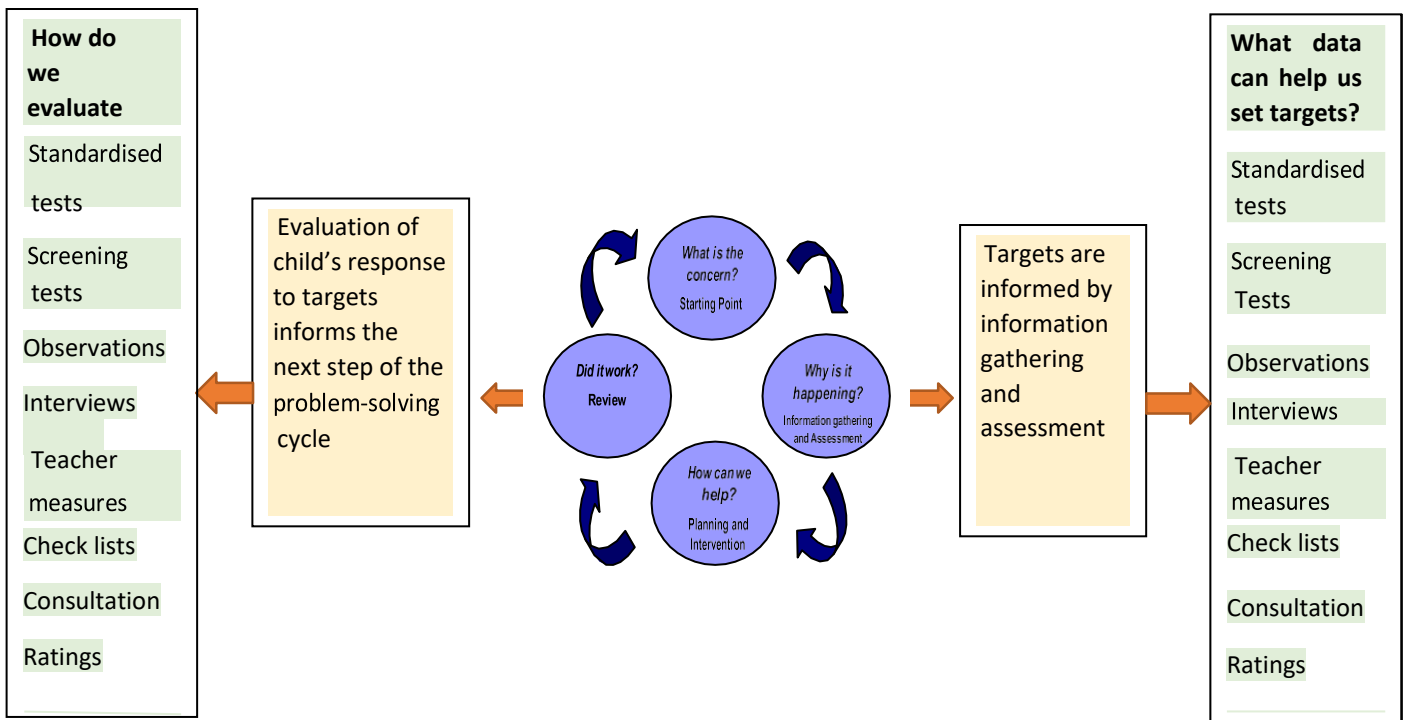 How do
we
evaluate
Standardised
tests
Screening
tests
Observations
Interviews
Teacher
measures
Check lists
Consultation
Ratings
Evaluation of
child’s response
to targets
informs the
next step of the
problem-solving
cycle
What is the
concern?
Starting Point
Why is it
happening?
Information gathering
and Assessment
How can we
help?
Planning and
Intervention
Did itwork?
Review
Targets are
informed by
information
gathering
and
assessment
What data
can help us
set targets?
Standardised
tests
Screening
Tests
Observations
Interviews
Teacher
measures
Check lists
Consultation
Ratings